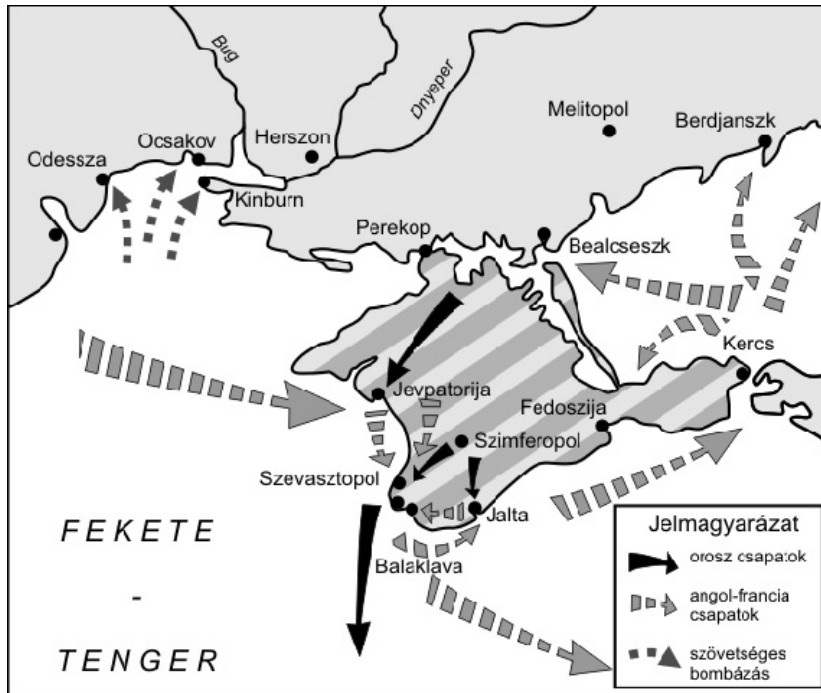 Bug
Dnyeper
Melitopol
Berdjanszk
Ocsakov
Herszon
Odessza
Kinburn
Perekop
Bealcseszk
Kercs
Jevpatorija
Fedoszija
Szimferopol
Szevasztopol
Jalta
Balaklava
FEKETE
-
TENGER
Jelmagyarázat
orosz csapatok
angol-francia
csapatok
szövetséges
bombázás